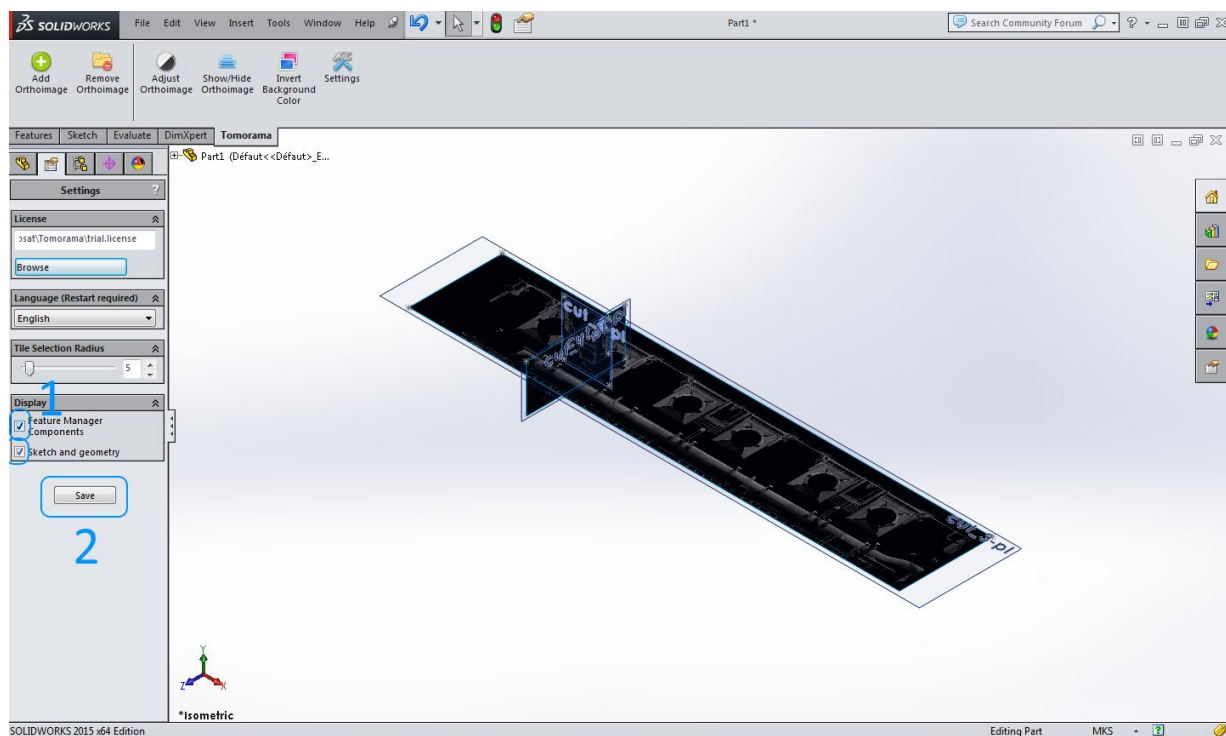 SOLIDWORKS File Edit View Insert Tools Window Help Part1 * Search Community Forum ?
Add Orthoimage
Remove Orthoimage
Adjust Orthoimage
Show/Hide Orthoimage
Invert Background Color
Settings
Features Sketch Evaluate DimXpert Tomorama
Part1 (Défaut<<Défaut>_E...
Settings ?
License
osat\Tomorama\trial.license
Browse
Language (Restart required)
English
Tile Selection Radius
5
Display
1
Feature Manager
Components
Sketch and geometry
Save
2
cut_3-pl
Y
Z X
*Isometric
SOLIDWORKS 2015 x64 Edition Editing Part MKS ?